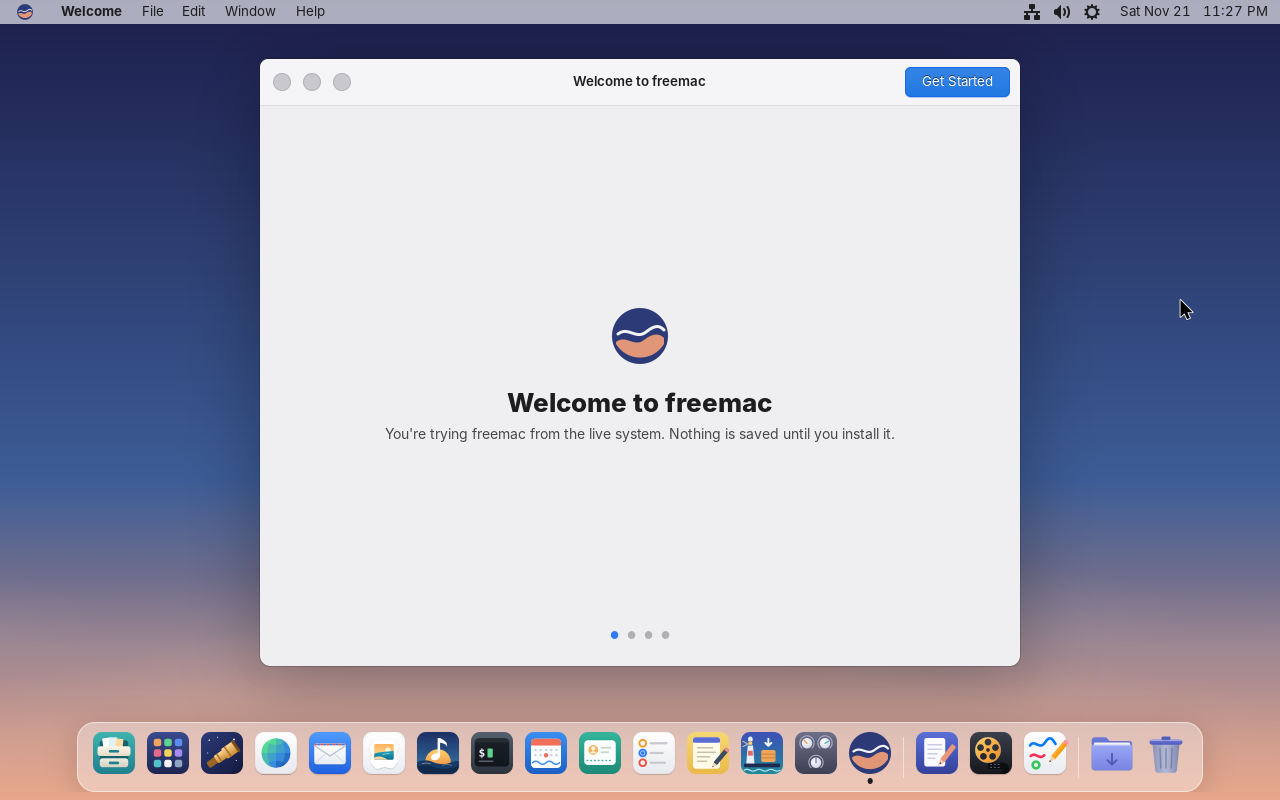 Welcome File Edit Window Help Sat Nov 21 11:27 PM
Welcome to freemac Get Started
Welcome to freemac
You're trying freemac from the live system. Nothing is saved until you install it.
$